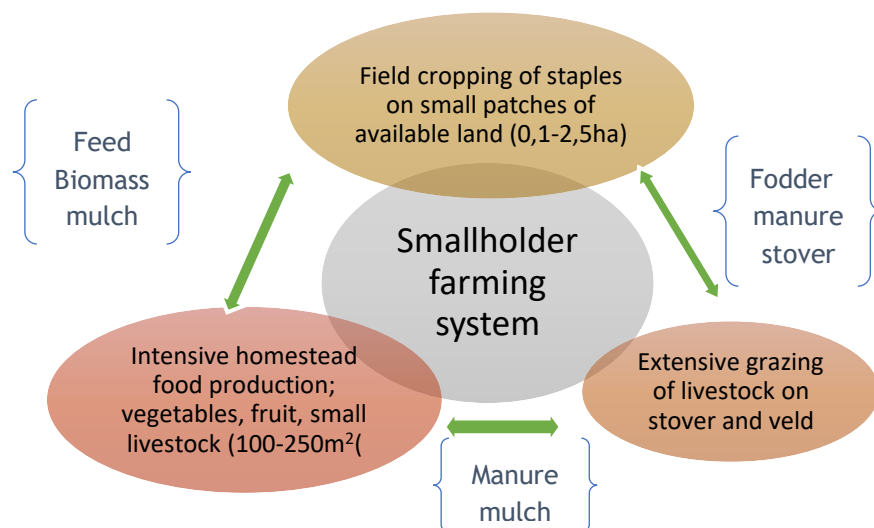 Field cropping of staples
on small patches of
available land (0,1-2,5ha)
Feed
Biomass
mulch
Fodder
manure
stover
Smallholder
farming
system
Intensive homestead
food production;
vegetables, fruit, small
livestock (100-250m²(
Extensive grazing
of livestock on
stover and veld
Manure
mulch